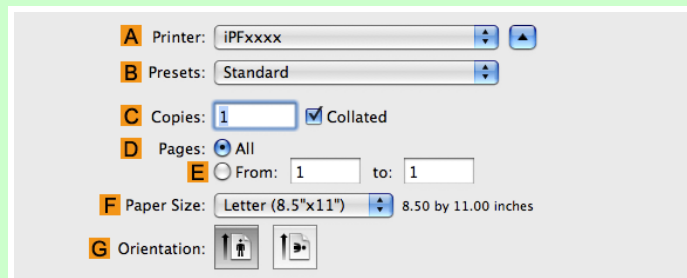 A Printer: iPFxxxx
B Presets: Standard
C Copies: 1 Collated
D Pages: All
E From: 1 to: 1
F Paper Size: Letter (8.5"x11") 8.50 by 11.00 inches
G Orientation: